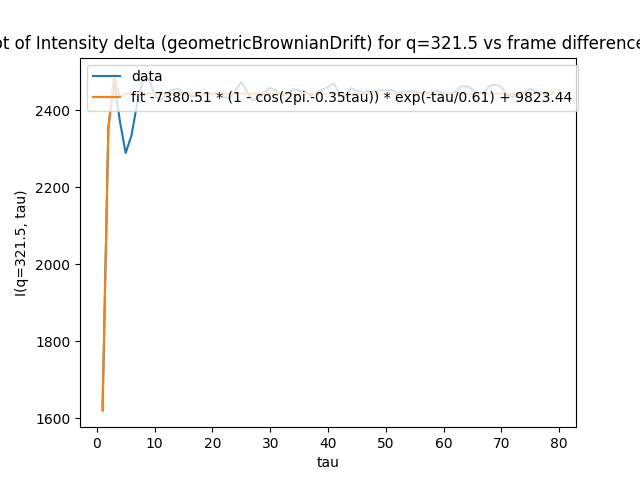 ot of Intensity delta (geometricBrownianDrift) for q=321.5 vs frame difference
data
fit -7380.51 * (1 - cos(2pi.-0.35tau)) * exp(-tau/0.61) + 9823.44
2400
2200
2000
1800
1600
I(q=321.5, tau)
0 10 20 30 40 50 60 70 80
tau